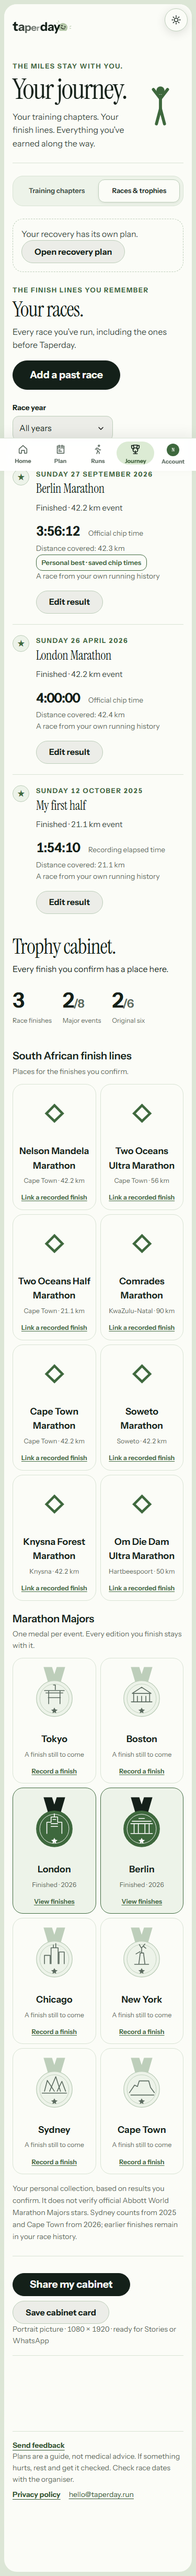 taperday
THE MILES STAY WITH YOU.
Your journey.
Your training chapters. Your
finish lines. Everything you've
earned along the way.
Training chapters
Races & trophies
Your recovery has its own plan.
Open recovery plan
THE FINISH LINES YOU REMEMBER
Your races.
Every race you've run, including the ones
before Taperday.
Add a past race
Race year
All years
Home
Plan
Runs
Journey
Account
SUNDAY 27 SEPTEMBER 2026
Berlin Marathon
Finished · 42.2 km event
3:56:12 Official chip time
Distance covered: 42.3 km
Personal best · saved chip times
A race from your own running history
Edit result
SUNDAY 26 APRIL 2026
London Marathon
Finished · 42.2 km event
4:00:00 Official chip time
Distance covered: 42.4 km
A race from your own running history
Edit result
SUNDAY 12 OCTOBER 2025
My first half
Finished · 21.1 km event
1:54:10 Recording elapsed time
Distance covered: 21.1 km
A race from your own running history
Edit result
Trophy cabinet.
Every finish you confirm has a place here.
3 2/8 2/6
Race finishes Major events Original six
South African finish lines
Places for the finishes you confirm.
Nelson Mandela
Marathon
Cape Town · 42.2 km
Link a recorded finish
Two Oceans
Ultra Marathon
Cape Town · 56 km
Link a recorded finish
Two Oceans Half
Marathon
Cape Town · 21.1 km
Link a recorded finish
Comrades
Marathon
KwaZulu-Natal · 90 km
Link a recorded finish
Cape Town
Marathon
Cape Town · 42.2 km
Link a recorded finish
Soweto
Marathon
Soweto · 42.2 km
Link a recorded finish
Knysna Forest
Marathon
Knysna · 42.2 km
Link a recorded finish
Om Die Dam
Ultra Marathon
Hartbeespoort · 50 km
Link a recorded finish
Marathon Majors
One medal per event. Every edition you finish stays
with it.
Tokyo
A finish still to come
Record a finish
Boston
A finish still to come
Record a finish
London
Finished · 2026
View finishes
Berlin
Finished · 2026
View finishes
Chicago
A finish still to come
Record a finish
New York
A finish still to come
Record a finish
Sydney
A finish still to come
Record a finish
Cape Town
A finish still to come
Record a finish
Your personal collection, based on results you
confirm. It does not verify official Abbott World
Marathon Majors stars. Sydney counts from 2025
and Cape Town from 2026; earlier finishes remain
in your race history.
Share my cabinet
Save cabinet card
Portrait picture · 1080 × 1920 · ready for Stories or
WhatsApp
Send feedback
Plans are a guide, not medical advice. If something
hurts, rest and get it checked. Check race dates
with the organiser.
Privacy policy hello@taperday.run